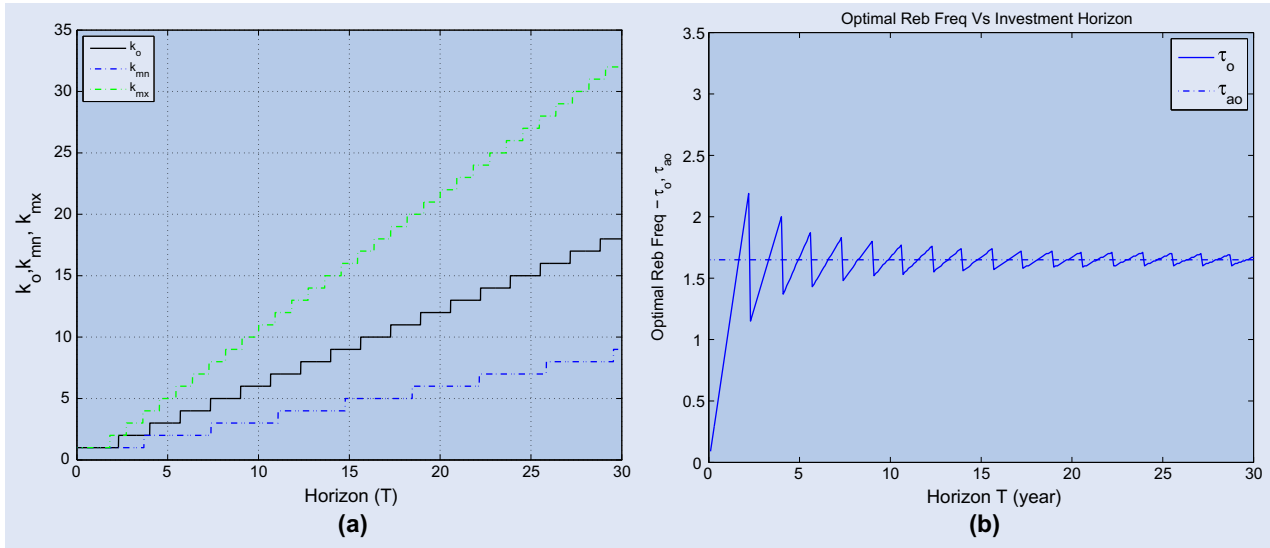 35
30
25
20
15
10
5
0
0 5 10 15 20 25 30
k_o
k_mn
k_mx
k_o,k_mn, k_mx
Horizon (T)
(a)
Optimal Reb Freq Vs Investment Horizon
3.5
3
2.5
2
1.5
1
0.5
0
0 5 10 15 20 25 30
τ_o
τ_ao
Optimal Reb Freq − τ_o, τ_ao
Horizon T (year)
(b)